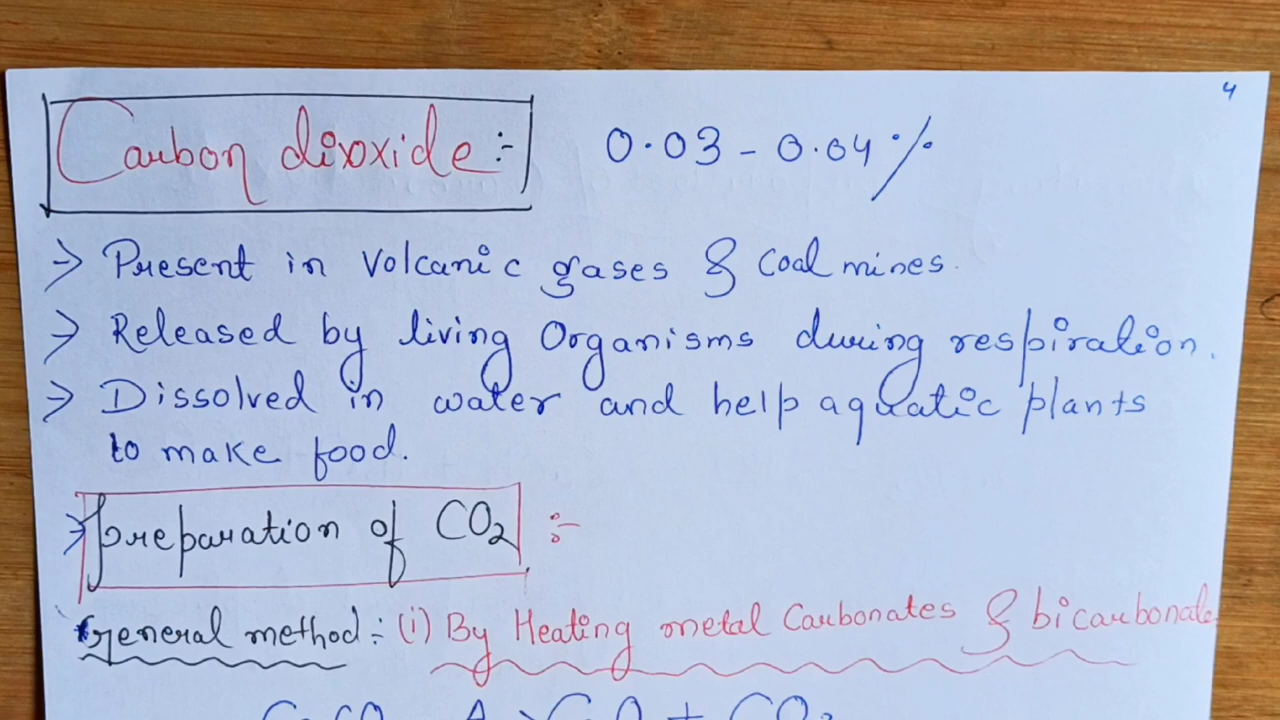 4
Carbon dioxide:- 0.03 - 0.04 %
→ Present in Volcanic gases & Coal mines.
→ Released by living Organisms during respiration.
→ Dissolved in water and help aquatic plants
to make food.
→ preparation of CO₂ :-
General method:- (i) By Heating metal Carbonates & bicarbonate